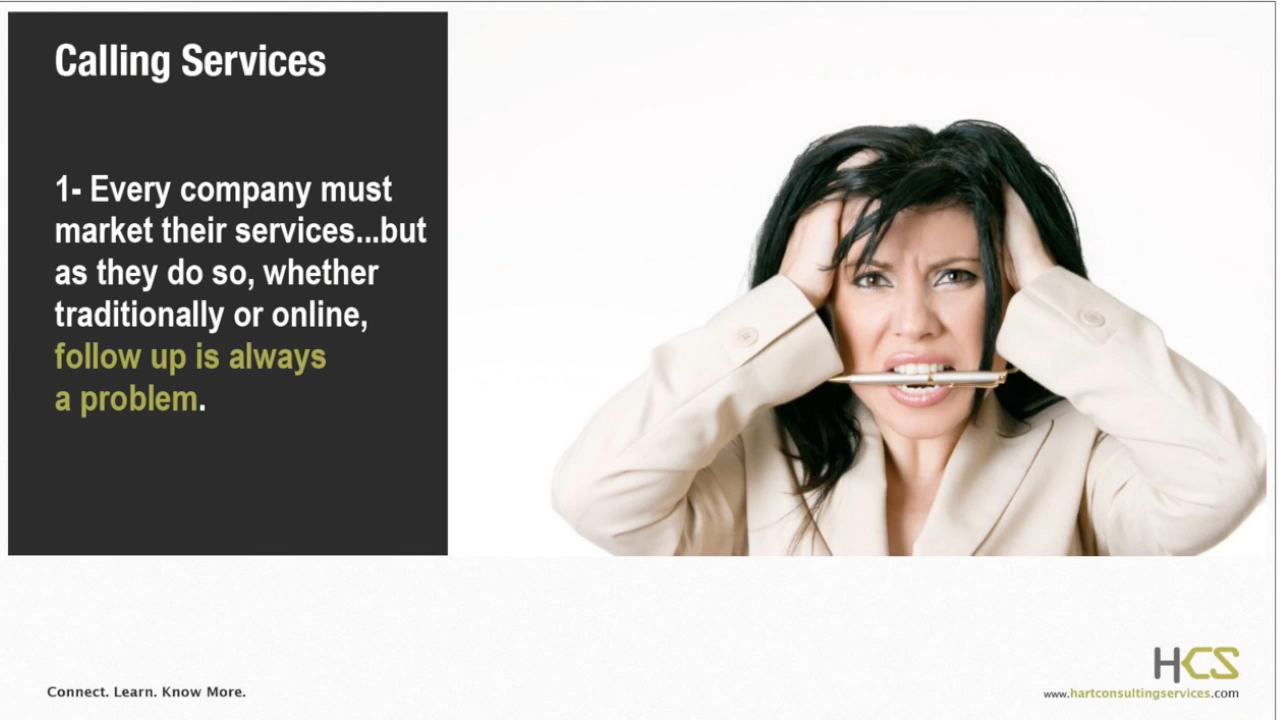 Calling Services
1- Every company must
market their services...but
as they do so, whether
traditionally or online,
follow up is always
a problem.
HCS
Connect. Learn. Know More.
www.hartconsultingservices.com